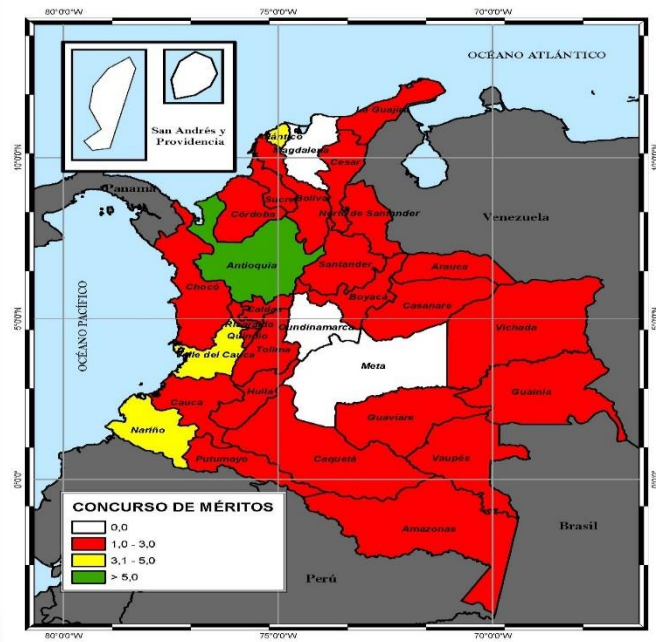 80°0'0"W
75°0'0"W
70°0'0"W
OCÉANO ATLÁNTICO
San Andrés y
Providencia
La Guajira
Magdalena
Cesar
10°0'0"N
Panama
Sucre
Bolívar
Norte de Santander
Venezuela
Córdoba
Antioquia
Santander
Arauca
Chocó
Boyacá
Casanare
OCÉANO PACÍFICO
Caldas
5°0'0"N
Risaralda
Cundinamarca
Vichada
Quindío
Valle del Cauca
Tolima
Meta
Huila
Guainía
Cauca
Guaviare
Nariño
Putumayo
Caquetá
Vaupés
0°0'0"
CONCURSO DE MÉRITOS
0,0
1,0 - 3,0
3,1 - 5,0
> 5,0
Amazonas
Brasil
Perú
80°0'0"W
75°0'0"W
70°0'0"W